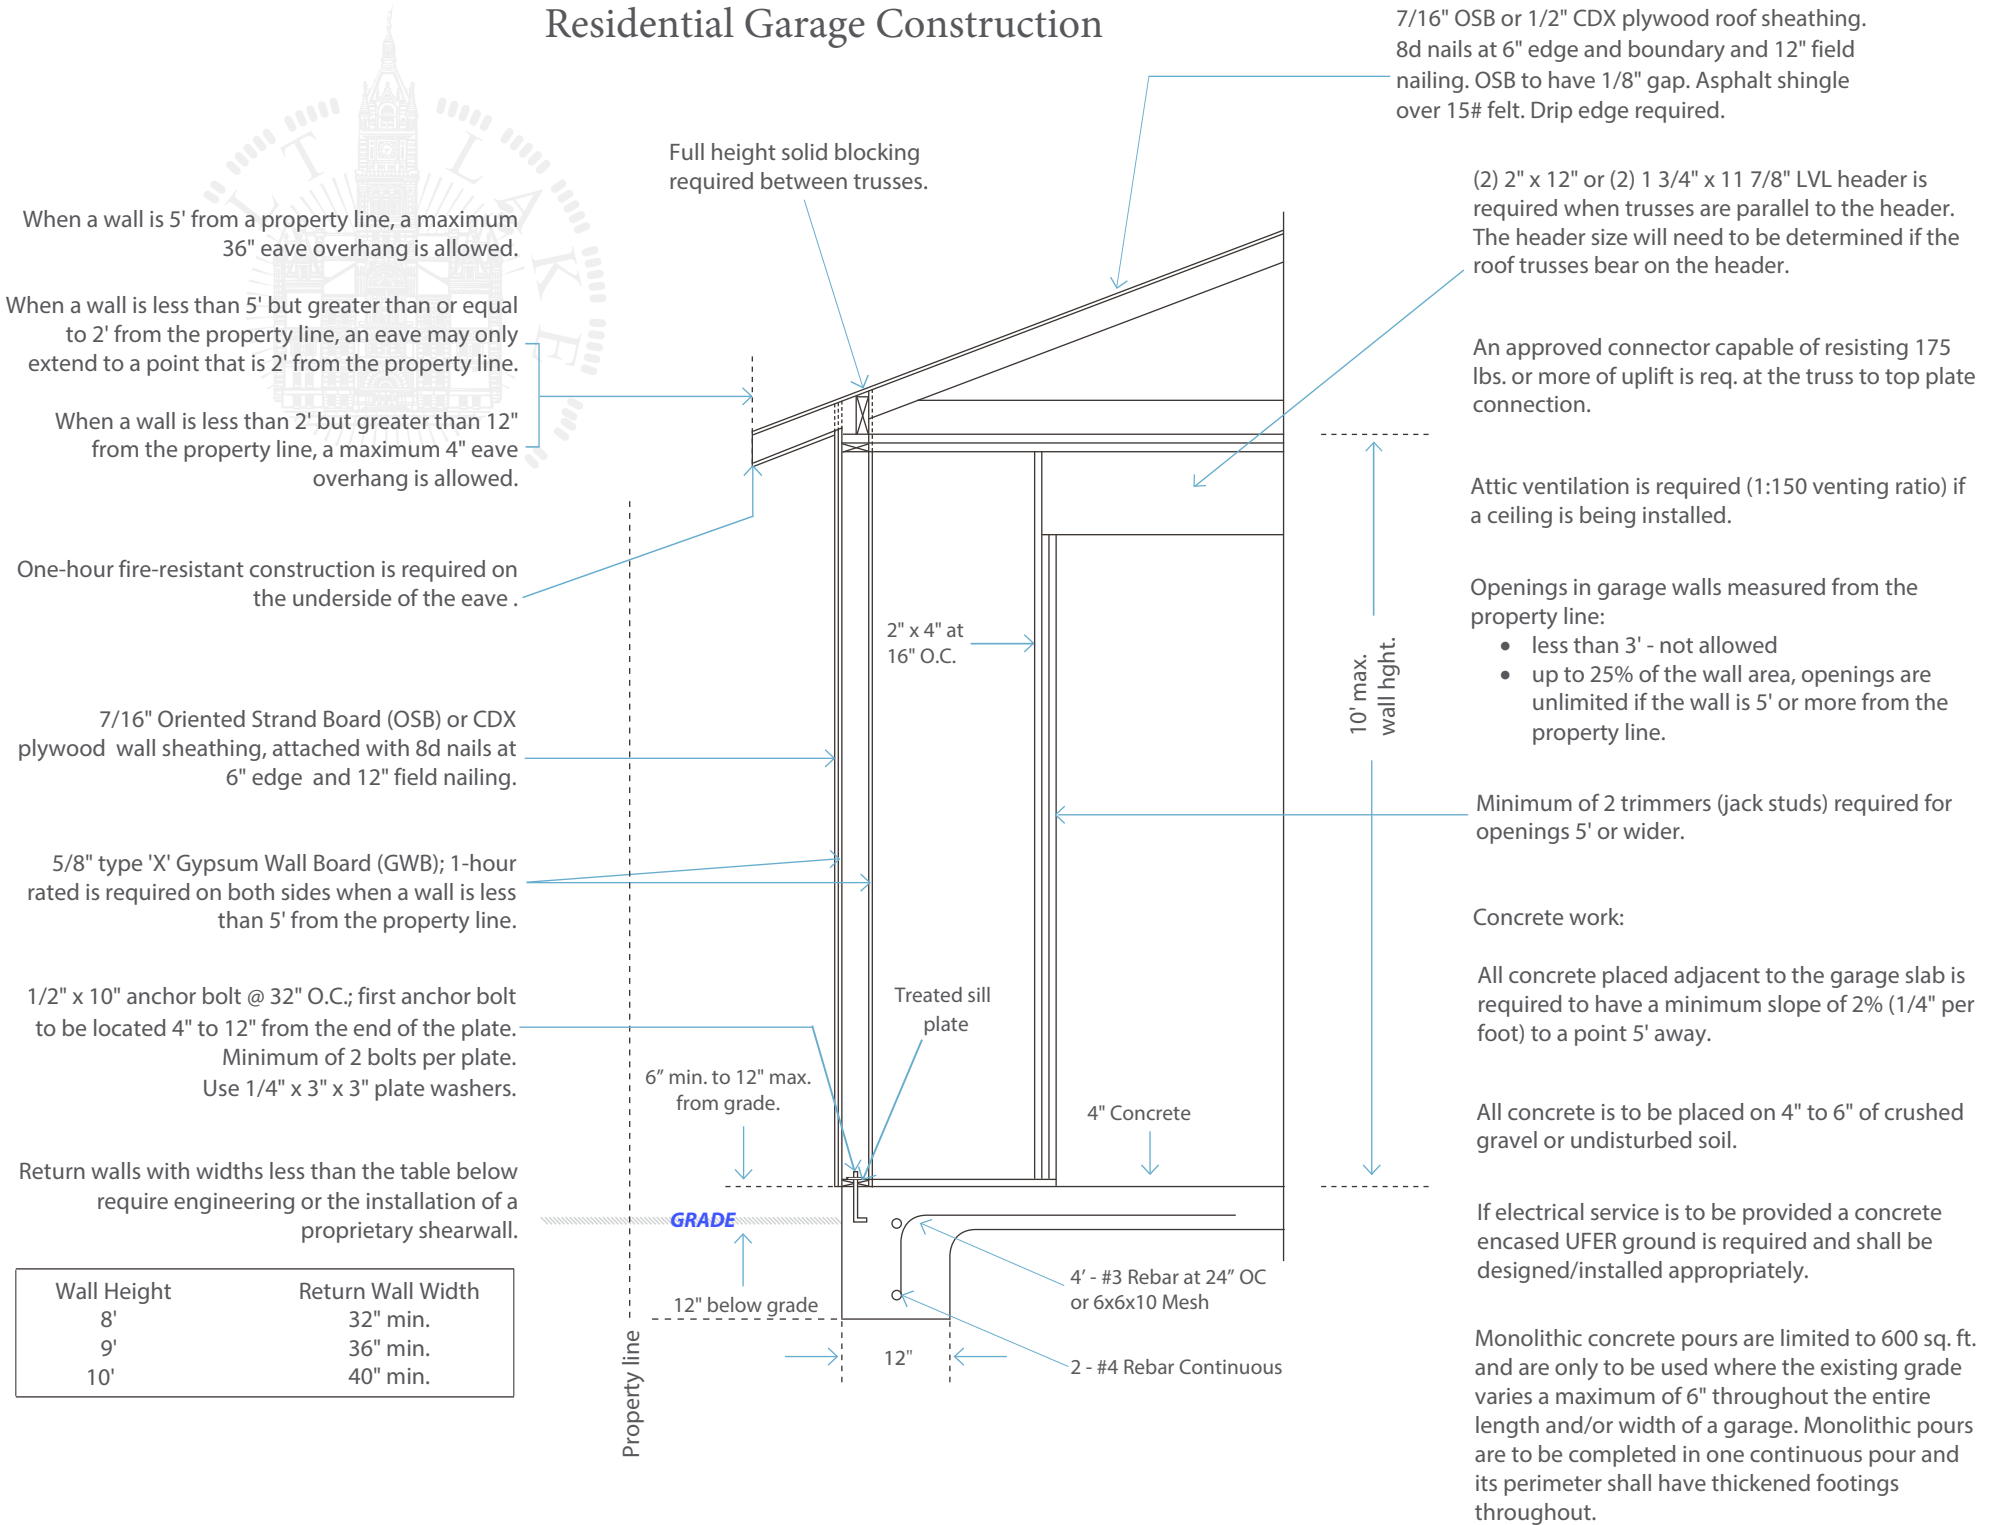 Residential Garage Construction
7/16" OSB or 1/2" CDX plywood roof sheathing.
8d nails at 6" edge and boundary and 12" field
nailing. OSB to have 1/8" gap. Asphalt shingle
over 15# felt. Drip edge required.
Full height solid blocking
required between trusses.
(2) 2" x 12" or (2) 1 3/4" x 11 7/8" LVL header is
required when trusses are parallel to the header.
The header size will need to be determined if the
roof trusses bear on the header.
LT LAKE
When a wall is 5' from a property line, a maximum
36" eave overhang is allowed.
When a wall is less than 5' but greater than or equal
to 2' from the property line, an eave may only
extend to a point that is 2' from the property line.
When a wall is less than 2' but greater than 12"
from the property line, a maximum 4" eave
overhang is allowed.
An approved connector capable of resisting 175
lbs. or more of uplift is req. at the truss to top plate
connection.
Attic ventilation is required (1:150 venting ratio) if
a ceiling is being installed.
One-hour fire-resistant construction is required on
the underside of the eave .
Openings in garage walls measured from the
property line:
• less than 3' - not allowed
• up to 25% of the wall area, openings are
unlimited if the wall is 5' or more from the
property line.
2" x 4" at
16" O.C.
10' max.
wall hght.
7/16" Oriented Strand Board (OSB) or CDX
plywood  wall sheathing, attached with 8d nails at
6" edge  and 12" field nailing.
Minimum of 2 trimmers (jack studs) required for
openings 5' or wider.
5/8" type 'X' Gypsum Wall Board (GWB); 1-hour
rated is required on both sides when a wall is less
than 5' from the property line.
Concrete work:
All concrete placed adjacent to the garage slab is
required to have a minimum slope of 2% (1/4" per
foot) to a point 5' away.
1/2" x 10" anchor bolt @ 32" O.C.; first anchor bolt
to be located 4" to 12" from the end of the plate.
Minimum of 2 bolts per plate.
Use 1/4" x 3" x 3" plate washers.
Treated sill
plate
6” min. to 12" max.
from grade.
4" Concrete
All concrete is to be placed on 4" to 6" of crushed
gravel or undisturbed soil.
Return walls with widths less than the table below
require engineering or the installation of a
proprietary shearwall.
GRADE
If electrical service is to be provided a concrete
encased UFER ground is required and shall be
designed/installed appropriately.
Wall Height Return Wall Width
8' 32" min.
9' 36" min.
10' 40" min.
12" below grade
4’ - #3 Rebar at 24” OC
or 6x6x10 Mesh
12"
2 - #4 Rebar Continuous
Property line
Monolithic concrete pours are limited to 600 sq. ft.
and are only to be used where the existing grade
varies a maximum of 6" throughout the entire
length and/or width of a garage. Monolithic pours
are to be completed in one continuous pour and
its perimeter shall have thickened footings
throughout.